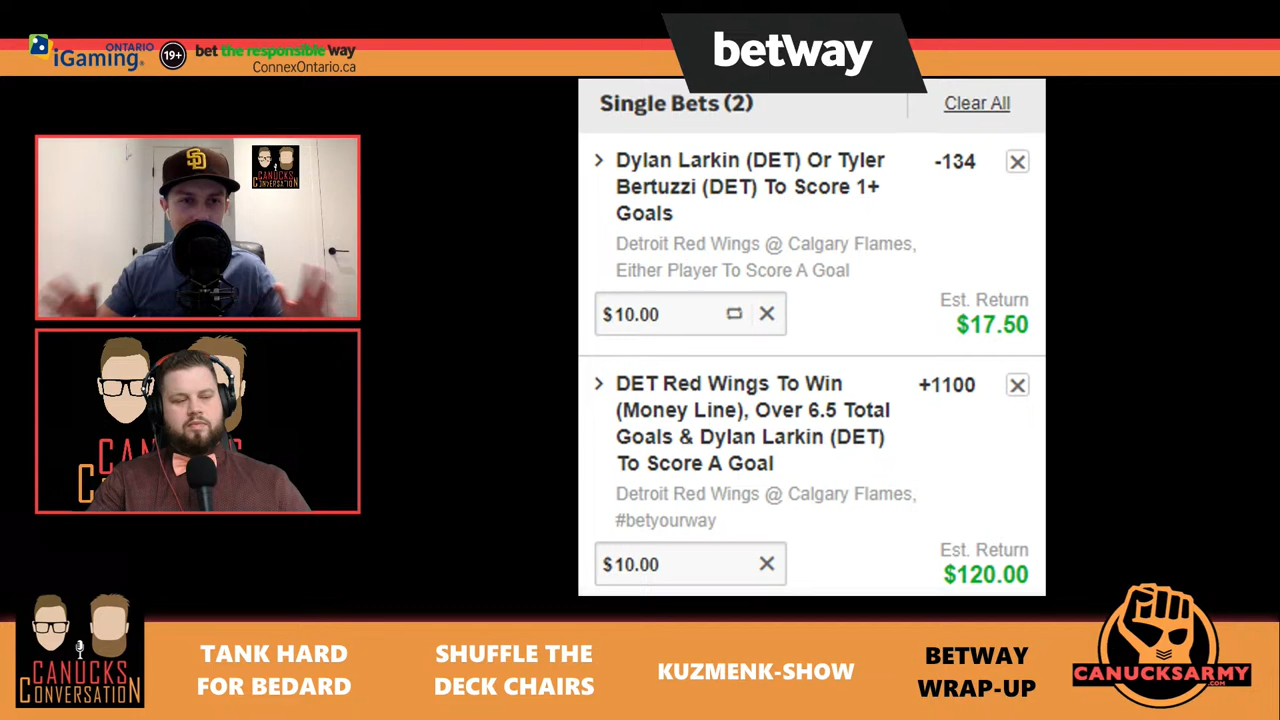 ONTARIO
iGaming
19+
bet the responsible way
ConnexOntario.ca
betway
Single Bets (2)
Clear All
Dylan Larkin (DET) Or Tyler
Bertuzzi (DET) To Score 1+
Goals
-134
Detroit Red Wings @ Calgary Flames,
Either Player To Score A Goal
$10.00
Est. Return
$17.50
DET Red Wings To Win
(Money Line), Over 6.5 Total
Goals & Dylan Larkin (DET)
To Score A Goal
+1100
Detroit Red Wings @ Calgary Flames,
#betyourway
$10.00
Est. Return
$120.00
SD
CANUCKS
CONVERSATION
CANUCKS
CONVERSATION
TANK HARD
FOR BEDARD
SHUFFLE THE
DECK CHAIRS
KUZMENK-SHOW
BETWAY
WRAP-UP
CANUCKSARMY
.COM